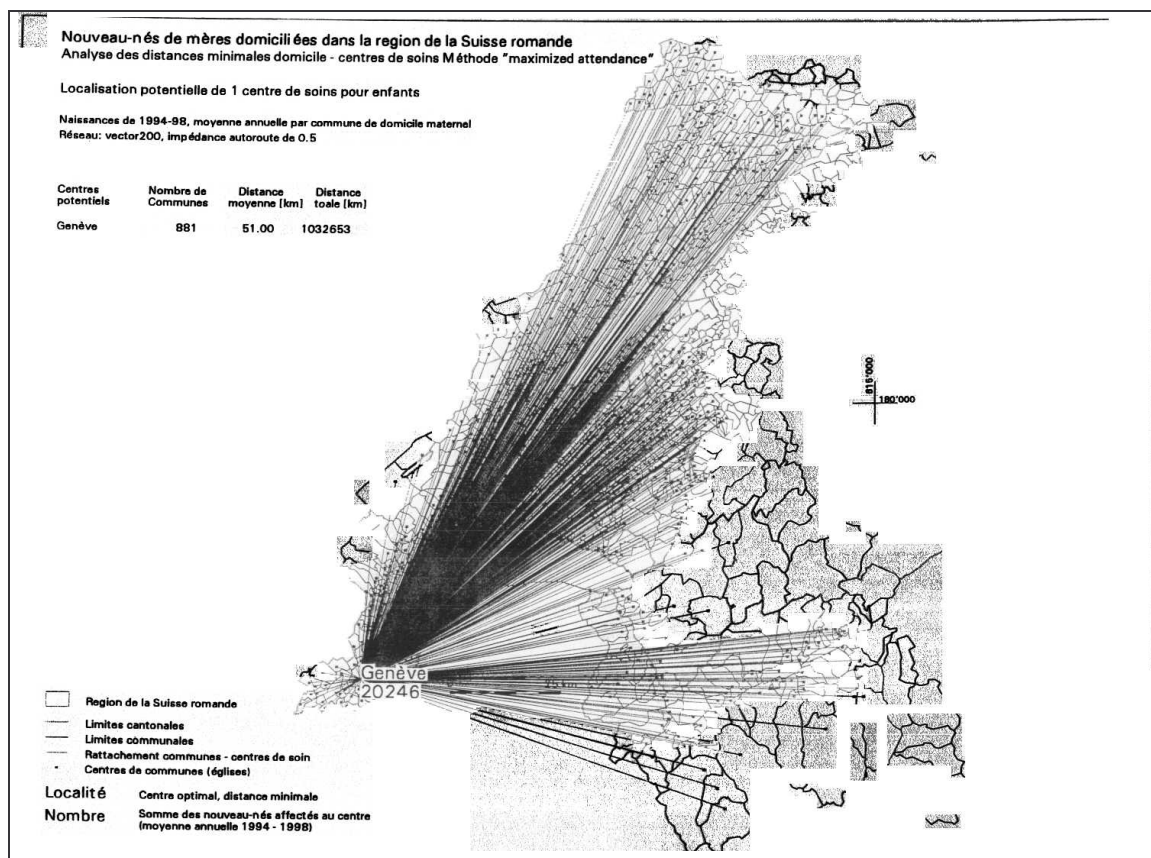 Nouveau-nés de mères domiciliées dans la region de la Suisse romande
Analyse des distances minimales domicile - centres de soins Méthode "maximized attendance"
Localisation potentielle de 1 centre de soins pour enfants
Naissances de 1994-98, moyenne annuelle par commune de domicile maternel
Réseau: vector200, impédance autoroute de 0.5
Centres potentiels
Nombre de Communes
Distance moyenne [km]
Distance toale [km]
Genève 881 51.00 1032653
615'000
180'000
Genève
20246
25 km
Region de la Suisse romande
Limites cantonales
Limites communales
Rattachement communes - centres de soin
Centres de communes (églises)
Localité Centre optimal, distance minimale
Nombre Somme des nouveau-nés affectés au centre
(moyenne annuelle 1994 - 1998)